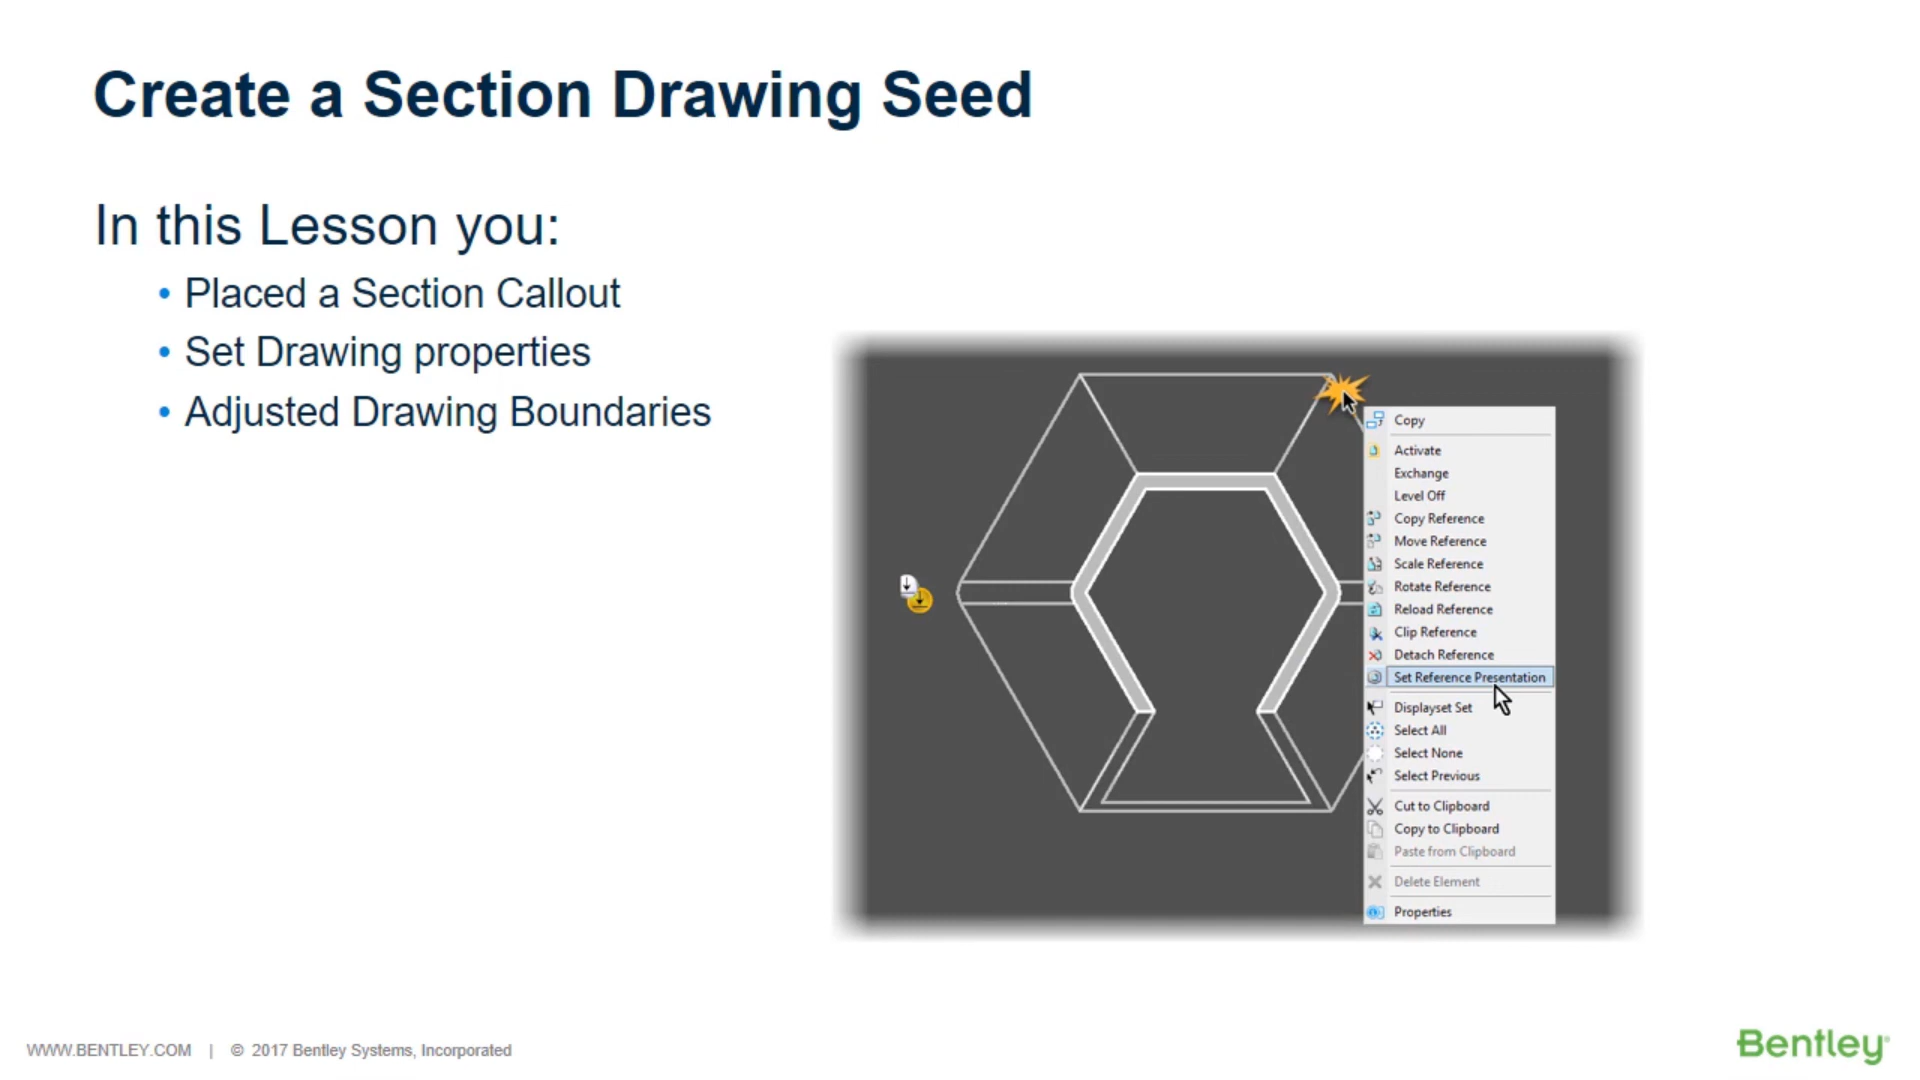 Create a Section Drawing Seed
In this Lesson you:
• Placed a Section Callout
• Set Drawing properties
• Adjusted Drawing Boundaries
Copy
Activate
Exchange
Level Off
Copy Reference
Move Reference
Scale Reference
Rotate Reference
Reload Reference
Clip Reference
Detach Reference
Set Reference Presentation
Displayset Set
Select All
Select None
Select Previous
Cut to Clipboard
Copy to Clipboard
Paste from Clipboard
Delete Element
Properties
WWW.BENTLEY.COM | © 2017 Bentley Systems, Incorporated
Bentley